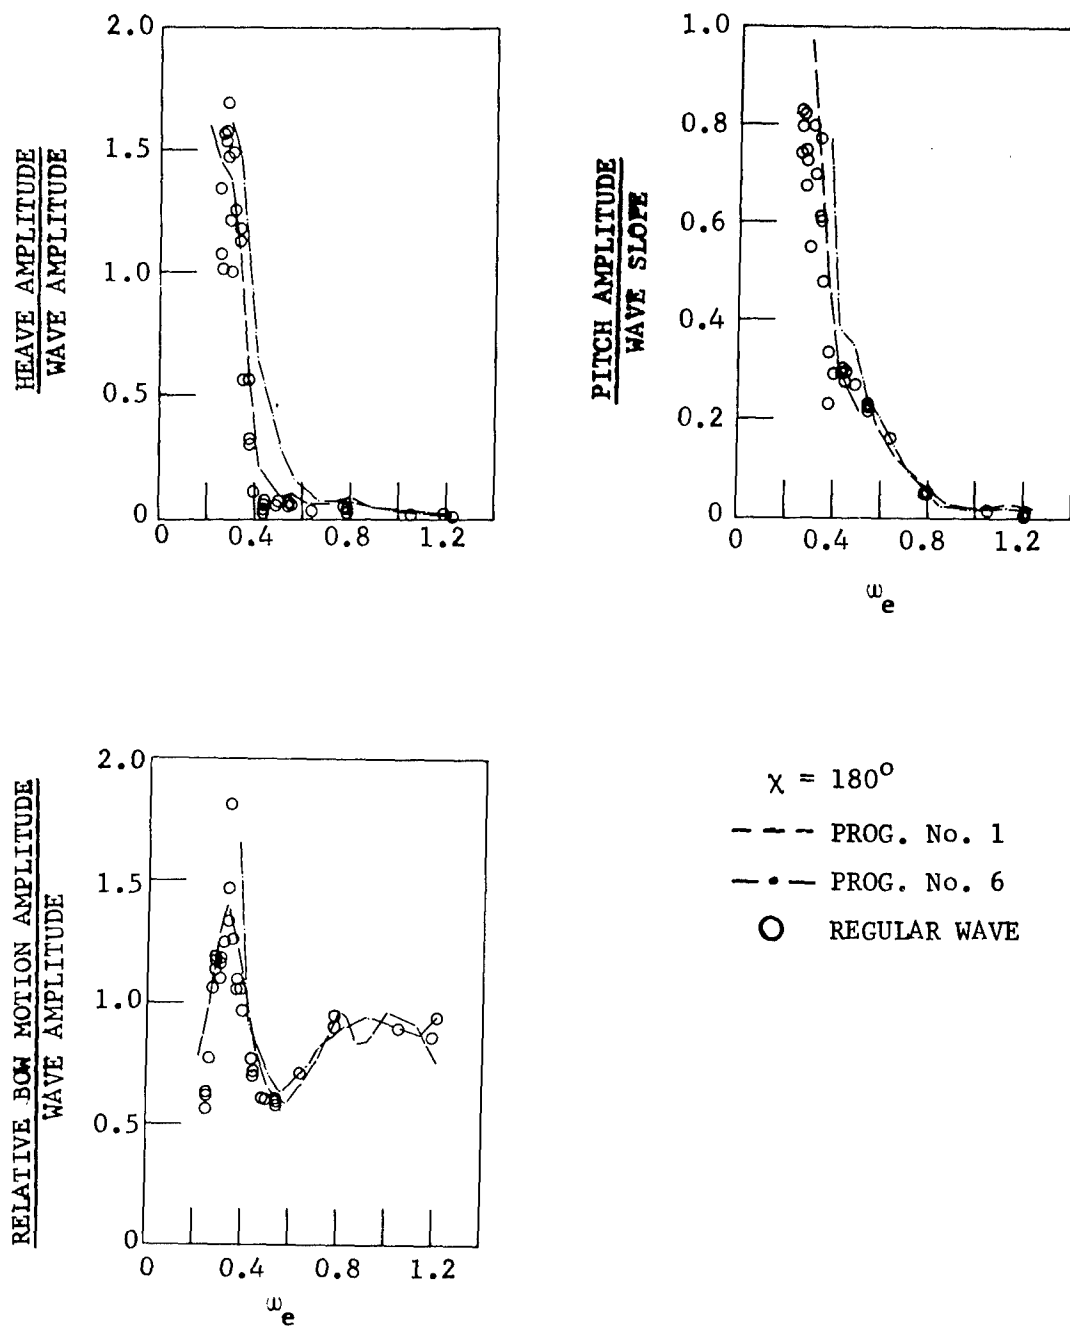 HEAVE AMPLITUDE
WAVE AMPLITUDE
2.0
1.5
1.0
0.5
0
0.4
0.8
1.2
PITCH AMPLITUDE
WAVE SLOPE
1.0
0.8
0.6
0.4
0.2
0
0
0.4
0.8
1.2
ωe
RELATIVE BOW MOTION AMPLITUDE
WAVE AMPLITUDE
2.0
1.5
1.0
0.5
0
0
0.4
0.8
1.2
ωe
χ = 180°
PROG. No. 1
PROG. No. 6
REGULAR WAVE